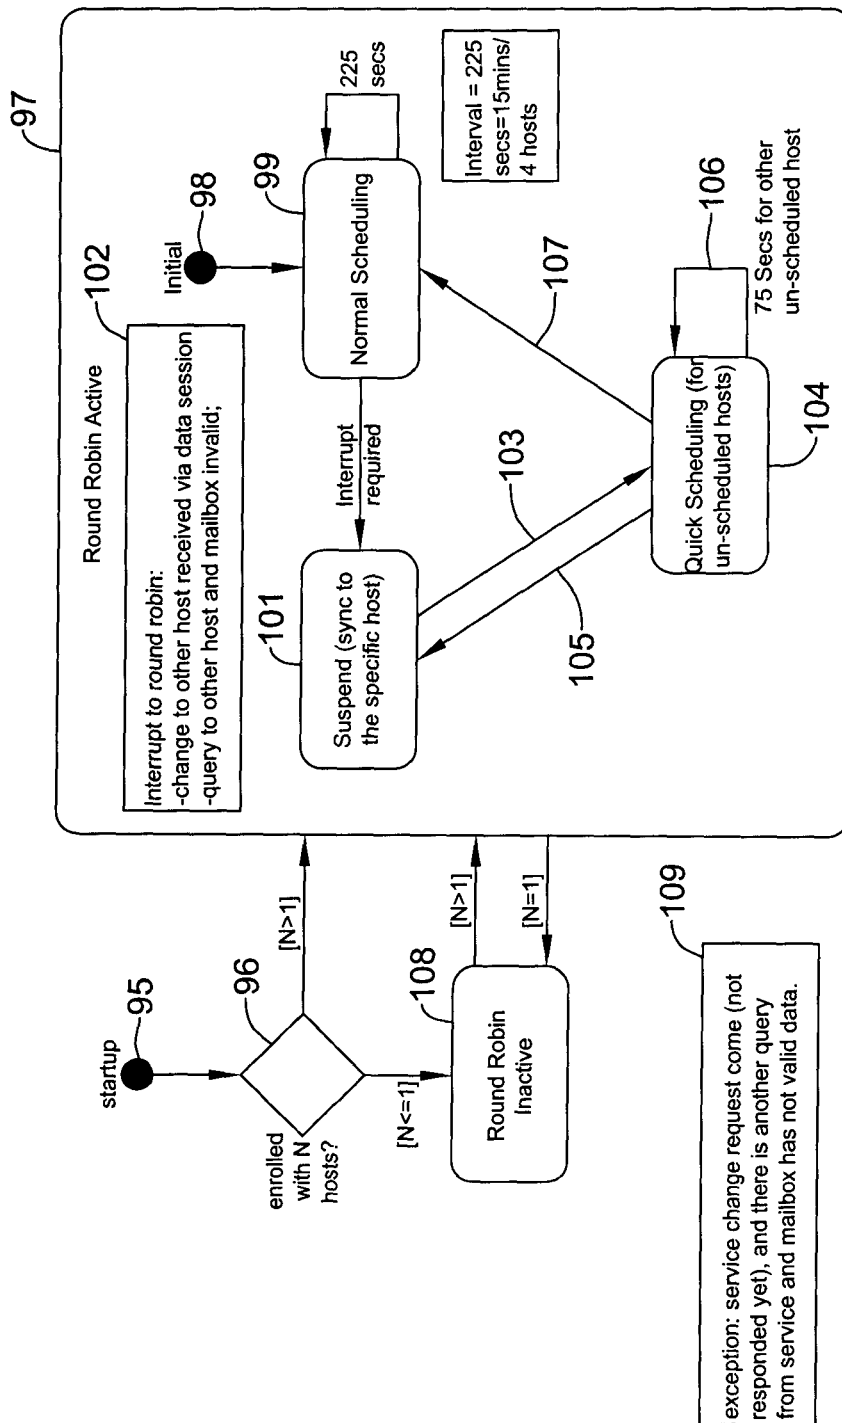 startup
95
96
enrolled
with N
hosts?
[N>1]
[N<=1]
108
Round Robin
Inactive
[N>1]
[N=1]
97
Round Robin Active
102
Interrupt to round robin:
-change to other host received via data session
-query to other host and mailbox invalid;
Initial
98
99
Normal Scheduling
225
secs
Interval = 225
secs=15mins/
4 hosts
Interrupt
required
101
Suspend (sync to
the specific host)
103
105
107
Quick Scheduling (for
un-scheduled hosts)
104
106
75 Secs for other
un-scheduled host
109
exception: service change request come (not
responded yet), and there is another query
from service and mailbox has not valid data.